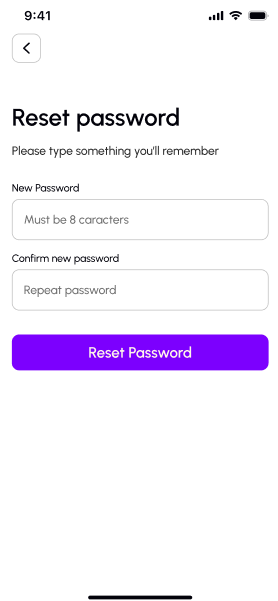 9:41
Reset password
Please type something you'll remember
New Password
Must be 8 caracters
Confirm new password
Repeat password
Reset Password